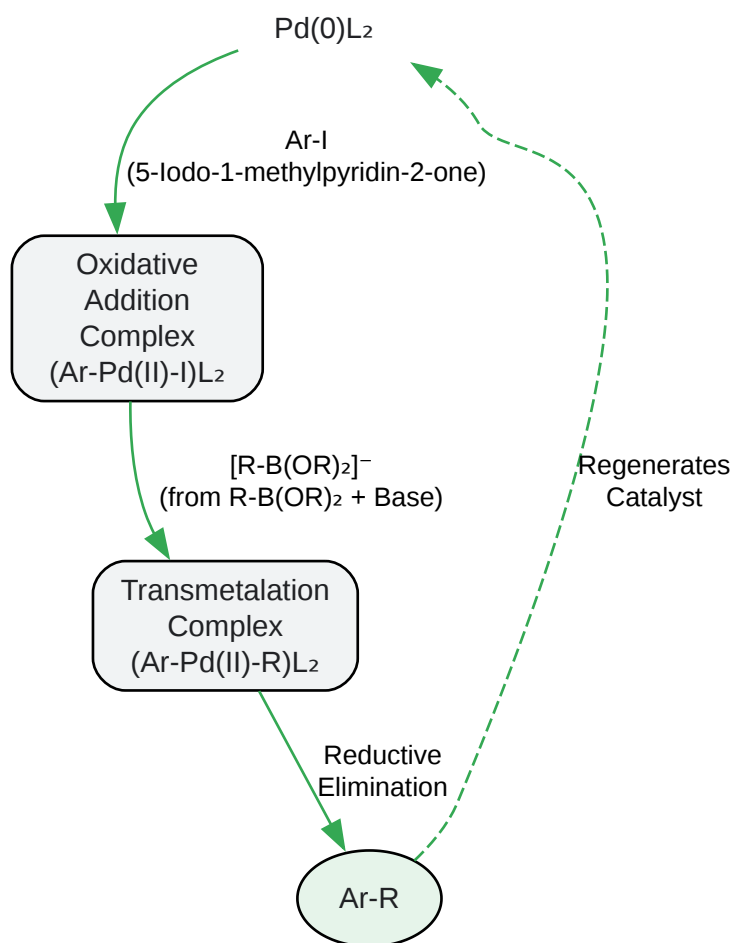 Pd(0)L₂
Ar-I
(5-Iodo-1-methylpyridin-2-one)
Oxidative
Addition
Complex
(Ar-Pd(II)-I)L₂
[R-B(OR)₂]⁻
(from R-B(OR)₂ + Base)
Regenerates
Catalyst
Transmetalation
Complex
(Ar-Pd(II)-R)L₂
Reductive
Elimination
Ar-R